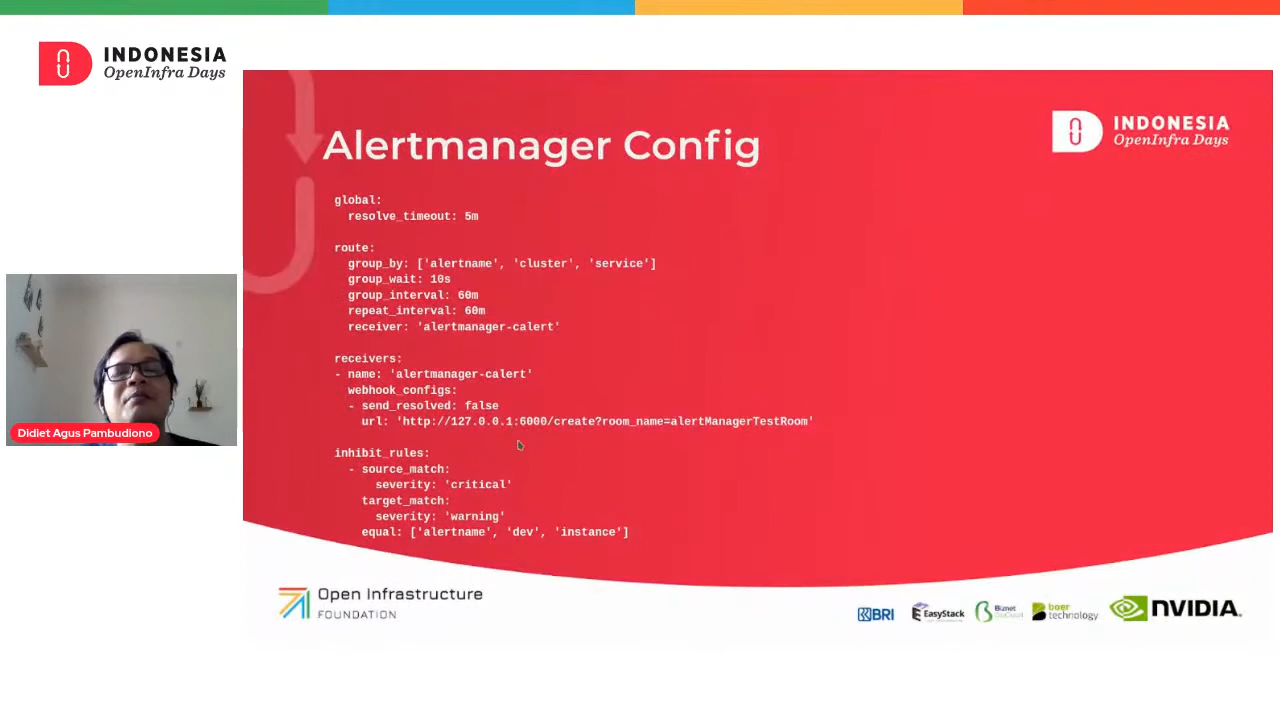 INDONESIA
OpenInfra Days
Alertmanager Config
INDONESIA
OpenInfra Days
global:
  resolve_timeout: 5m
route:
  group_by: ['alertname', 'cluster', 'service']
  group_wait: 10s
  group_interval: 60m
  repeat_interval: 60m
  receiver: 'alertmanager-calert'
receivers:
- name: 'alertmanager-calert'
  webhook_configs:
  - send_resolved: false
    url: 'http://127.0.0.1:6000/create?room_name=alertManagerTestRoom'
inhibit_rules:
  - source_match:
      severity: 'critical'
    target_match:
      severity: 'warning'
    equal: ['alertname', 'dev', 'instance']
Didiet Agus Pambudiono
Open Infrastructure
FOUNDATION
BRI
EasyStack
Biznet
boer
technology
NVIDIA